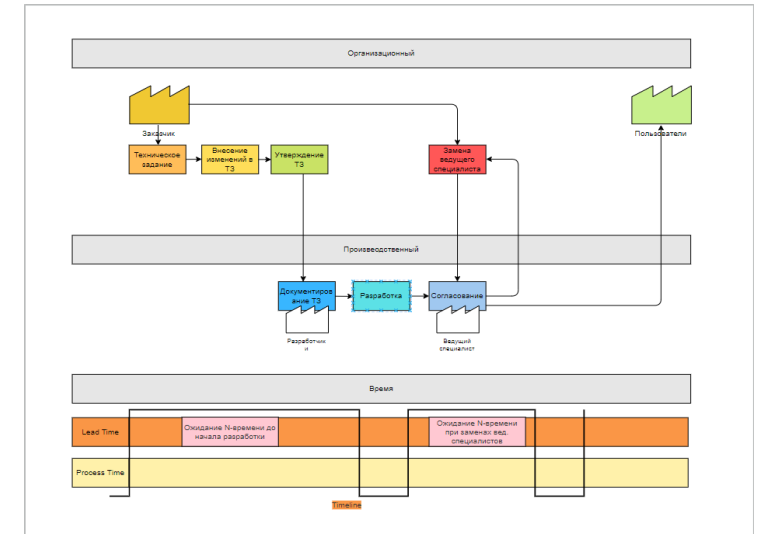 Организационный
Заказчик
Пользователи
Техническое
задание
Внесение
изменений в
ТЗ
Утверждение
ТЗ
Замена
ведущего
специалиста
Производственный
Документиров
ание ТЗ
Разработка
Согласование
Разработчик
и
Ведущий
специалист
Время
Lead Time
Ожидание N-времени до
начала разработки
Ожидание N-времени
при заменах вед.
специалистов
Process Time
Timeline